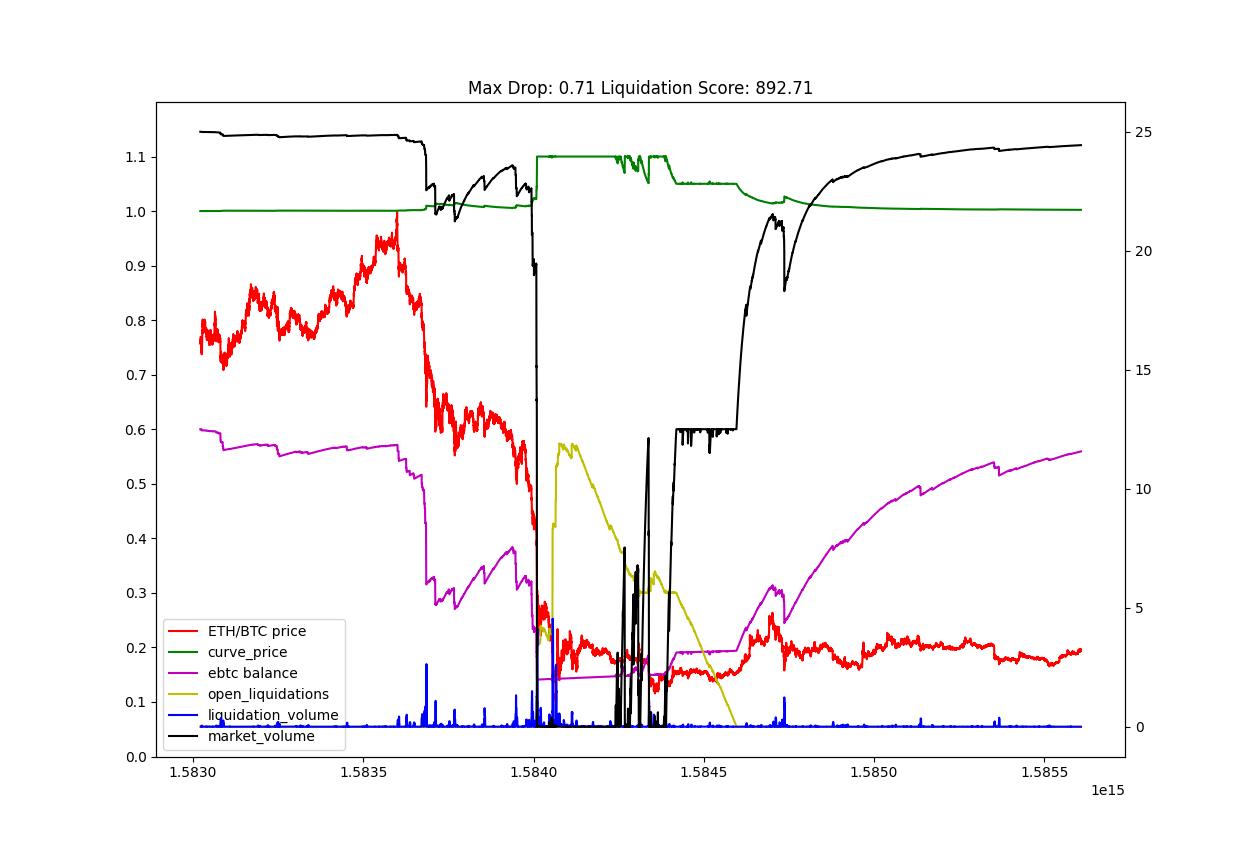 Max Drop: 0.71 Liquidation Score: 892.71
1.1
1.0
0.9
0.8
0.7
0.6
0.5
0.4
0.3
0.2
0.1
0.0
25
20
15
10
5
0
ETH/BTC price
curve_price
ebtc balance
open_liquidations
liquidation_volume
market_volume
1.5830 1.5835 1.5840 1.5845 1.5850 1.5855
1e15